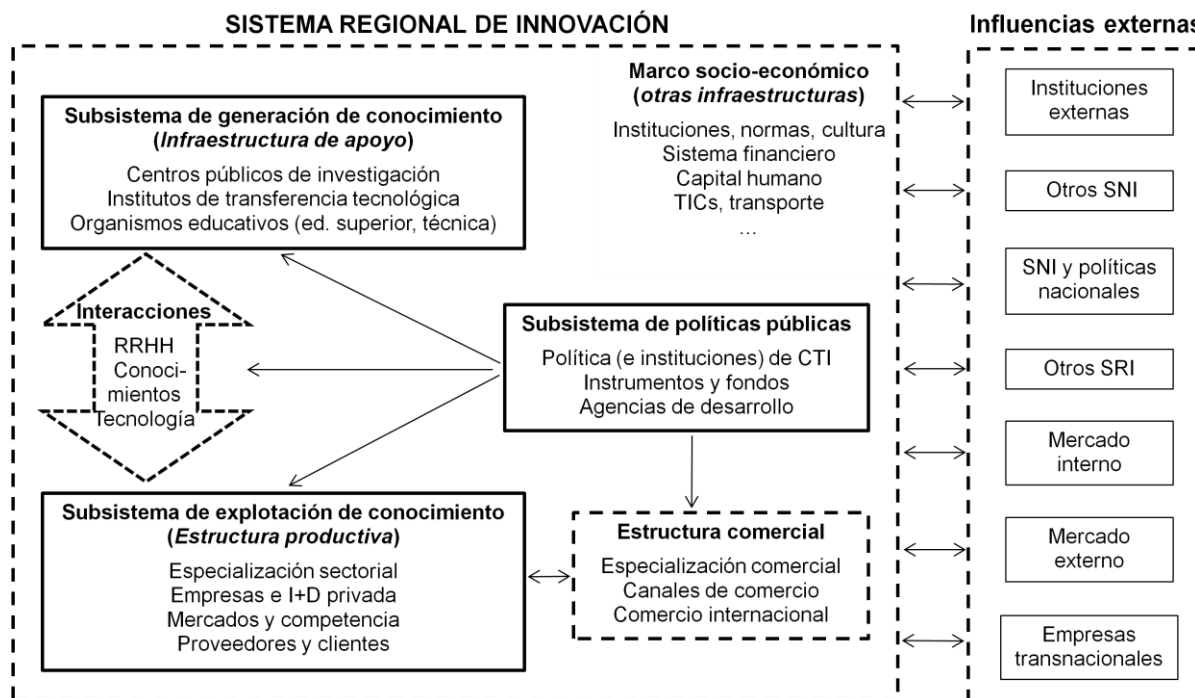 SISTEMA REGIONAL DE INNOVACIÓN
Influencias externas
Marco socio-económico
(otras infraestructuras)
Instituciones, normas, cultura
Sistema financiero
Capital humano
TICs, transporte
...
Subsistema de generación de conocimiento
(Infraestructura de apoyo)
Centros públicos de investigación
Institutos de transferencia tecnológica
Organismos educativos (ed. superior, técnica)
Interacciones
RRHH
Conoci-
mientos
Tecnología
Subsistema de políticas públicas
Política (e instituciones) de CTI
Instrumentos y fondos
Agencias de desarrollo
Subsistema de explotación de conocimiento
(Estructura productiva)
Especialización sectorial
Empresas e I+D privada
Mercados y competencia
Proveedores y clientes
Estructura comercial
Especialización comercial
Canales de comercio
Comercio internacional
Instituciones
externas
Otros SNI
SNI y políticas
nacionales
Otros SRI
Mercado
interno
Mercado
externo
Empresas
transnacionales